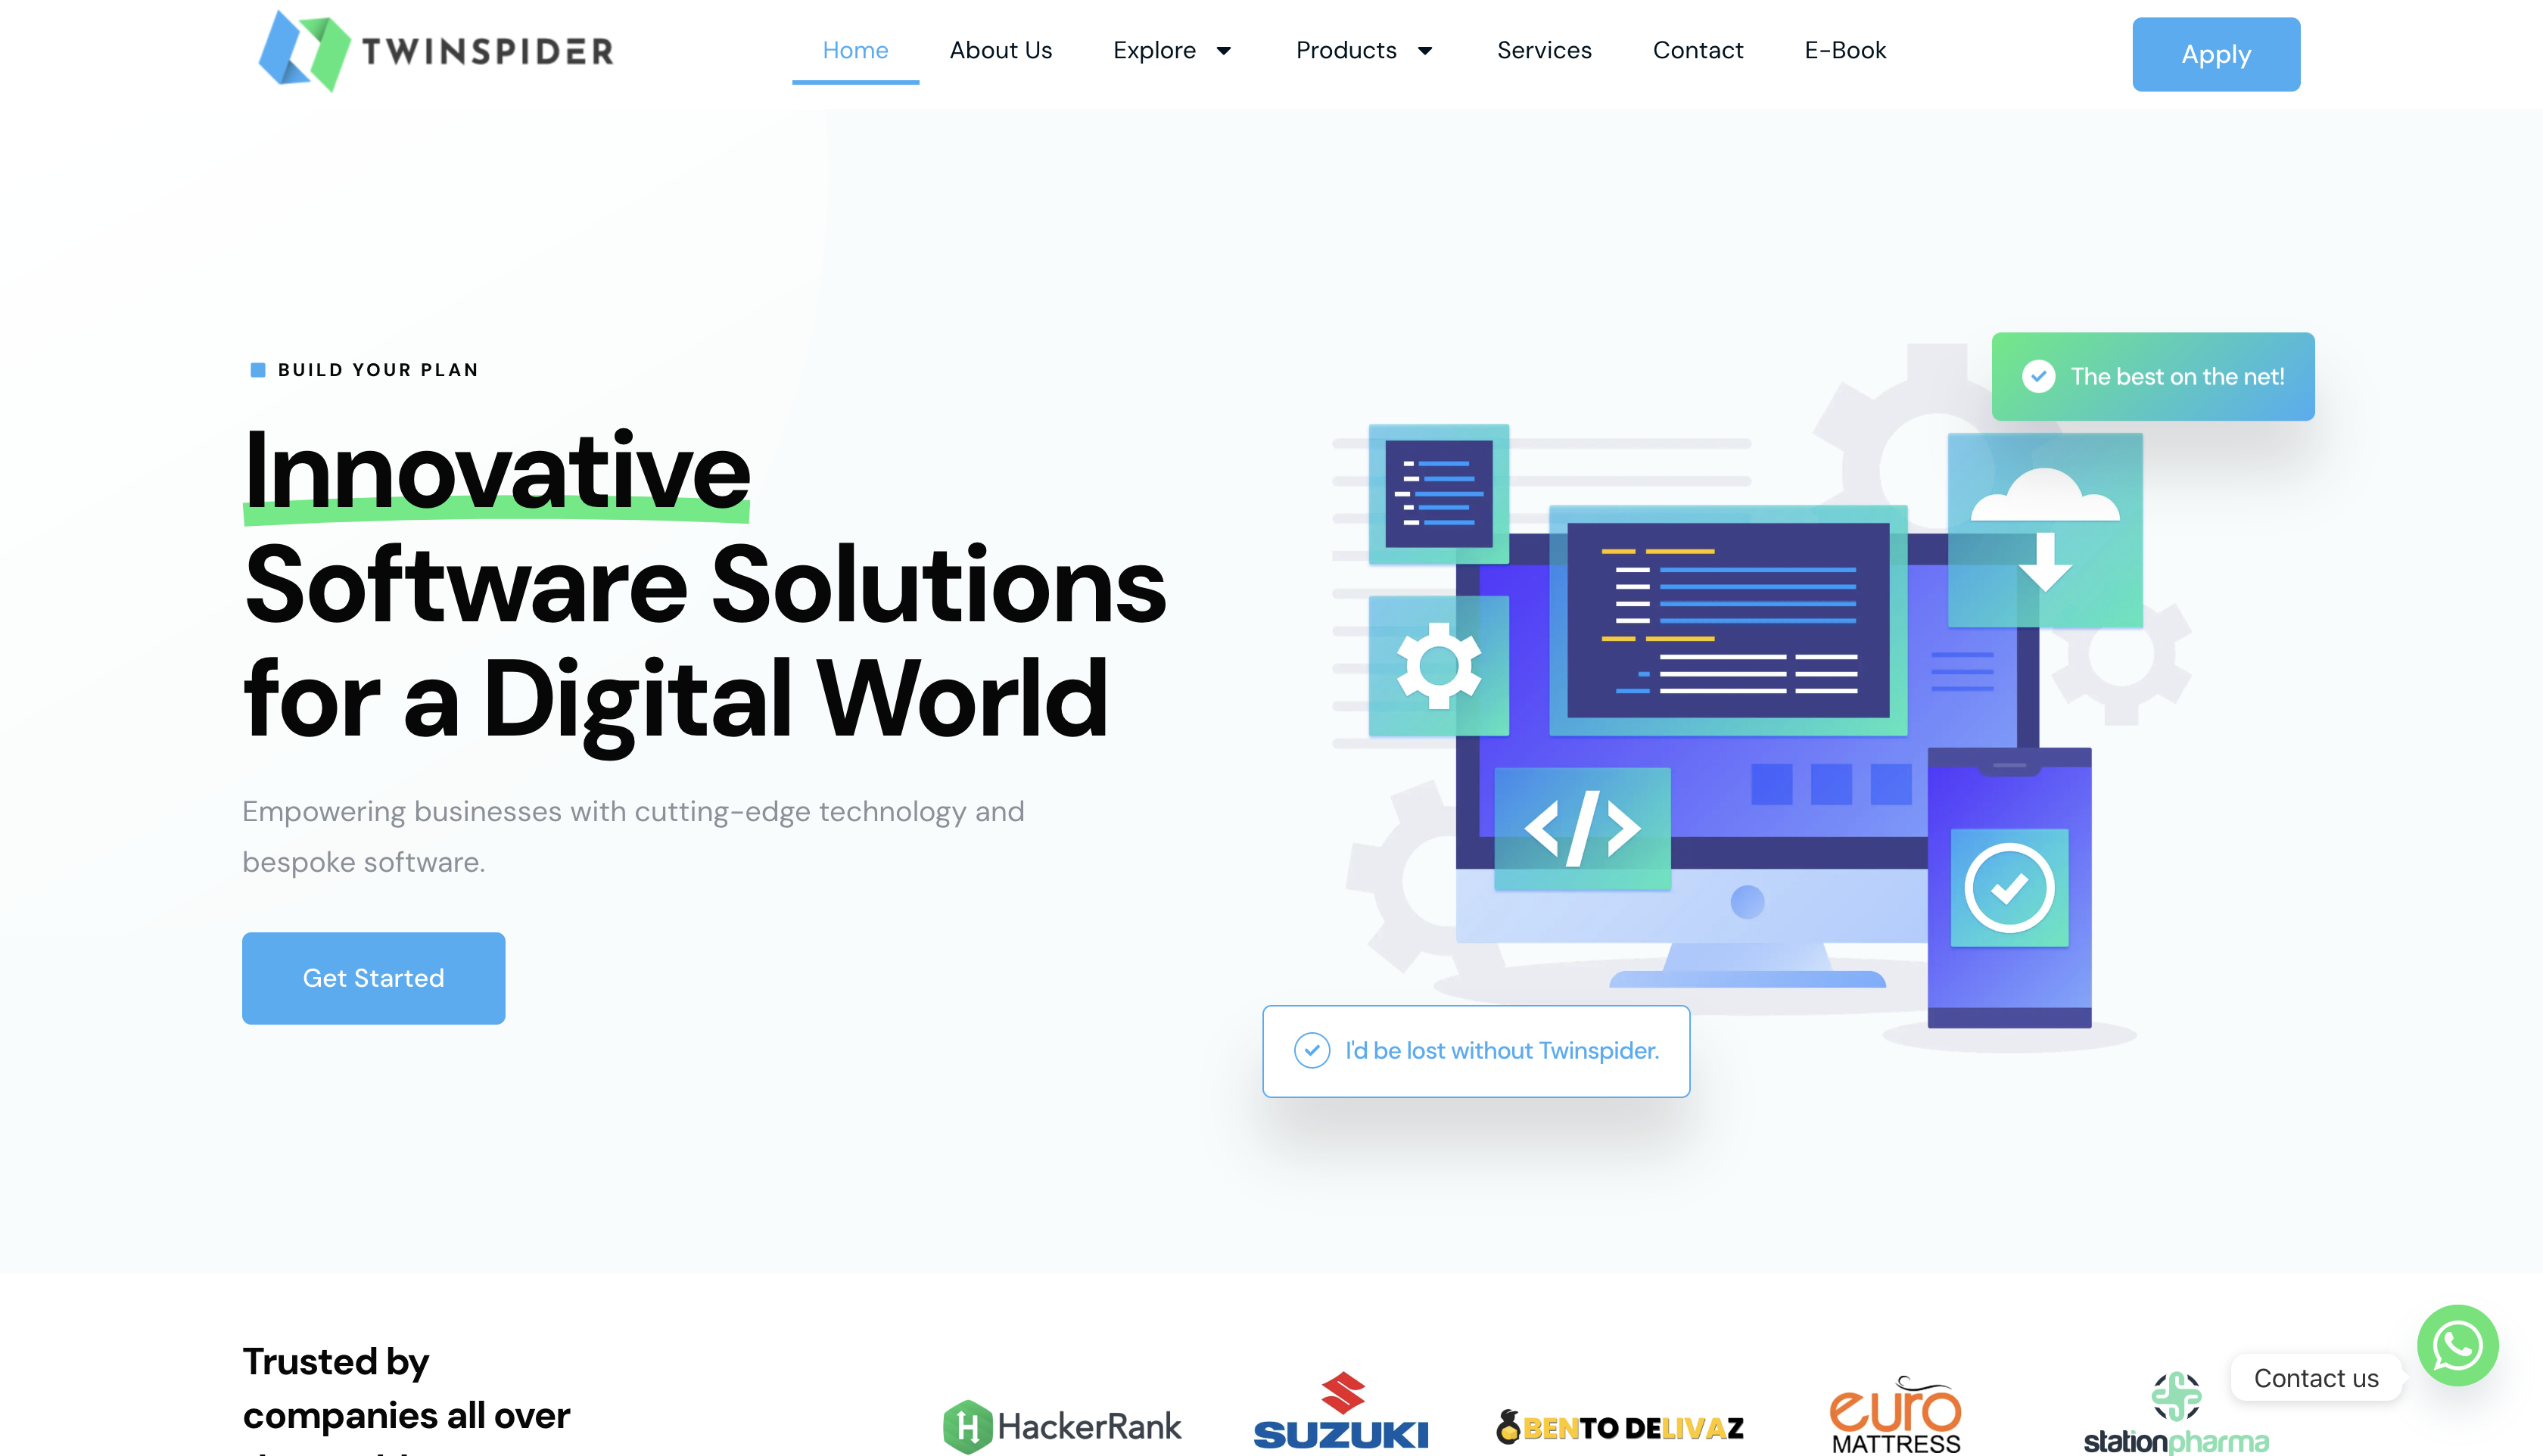 TWINSPIDER
Home
About Us
Explore
Products
Services
Contact
E-Book
Apply
BUILD YOUR PLAN
Innovative
Software Solutions
for a Digital World
Empowering businesses with cutting-edge technology and
bespoke software.
Get Started
The best on the net!
</>
I'd be lost without Twinspider.
Trusted by
companies all over
H HackerRank
SUZUKI
BENTO DELIVAZ
euro
MATTRESS
stationpharma
Contact us